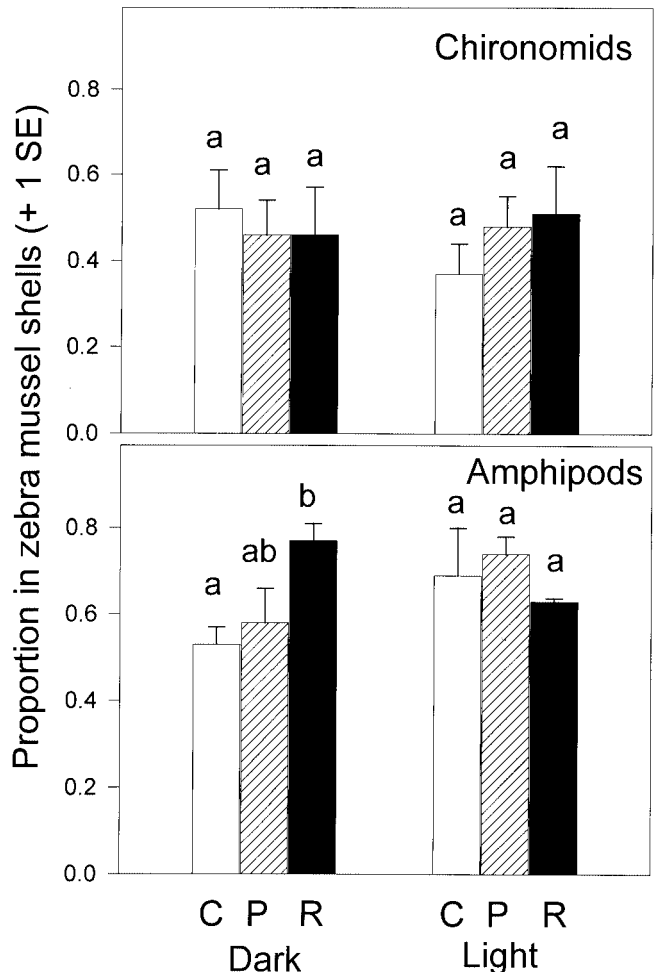 Proportion in zebra mussel shells (+ 1 SE)
Chironomids
0.8
0.6
0.4
0.2
0.0
a
a
a
a
a
a
Amphipods
0.8
0.6
0.4
0.2
0.0
a
ab
b
a
a
a
C P R C P R
Dark Light